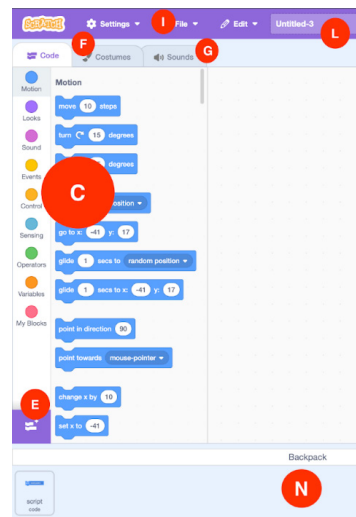 SCRATCH Settings I File Edit Untitled-3 L
F G
Code Costumes Sounds
Motion
Motion
Looks
Sound
Events
Control
Sensing
Operators
Variables
My Blocks
move 10 steps
turn 15 degrees
degrees
C
osition
go to x: -41 y: 17
glide 1 secs to random position
glide 1 secs to x: -41 y: 17
point in direction 90
point towards mouse-pointer
change x by 10
set x to -41
E
Backpack
N
script
code